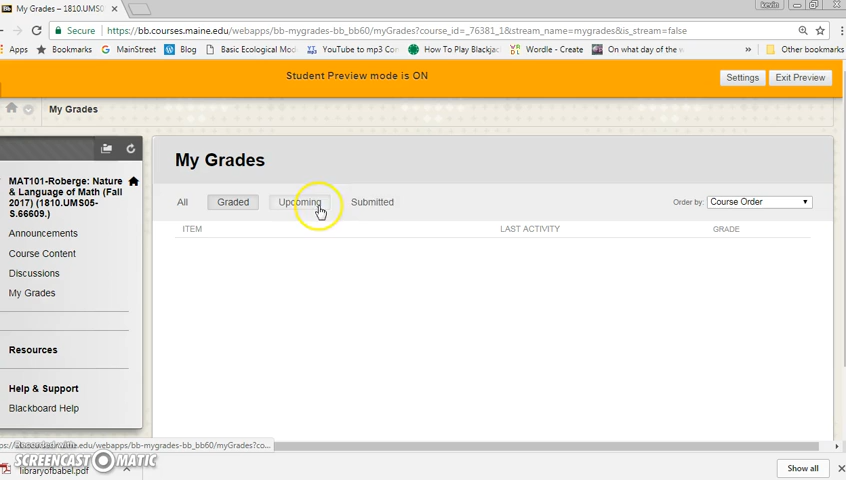 My Grades – 1810.UMS0
kevin
Secure https://bb.courses.maine.edu/webapps/bb-mygrades-bb_bb60/myGrades?course_id=_76381_1&stream_name=mygrades&is_stream=false
Apps Bookmarks MainStreet Blog Basic Ecological Mode YouTube to mp3 Con How To Play Blackjac Wordle - Create On what day of the w » Other bookmarks
Student Preview mode is ON
Settings Exit Preview
My Grades
MAT101-Roberge: Nature
& Language of Math (Fall
2017) (1810.UMS05-
S.66609.)
Announcements
Course Content
Discussions
My Grades
Resources
Help & Support
Blackboard Help
My Grades
All Graded Upcoming Submitted Order by: Course Order
ITEM LAST ACTIVITY GRADE
s://bb.courses.maine.edu/webapps/bb-mygrades-bb_bb60/myGrades?co...
Recorded with
SCREENCAST-O-MATIC
libraryofbabel.pdf
Show all